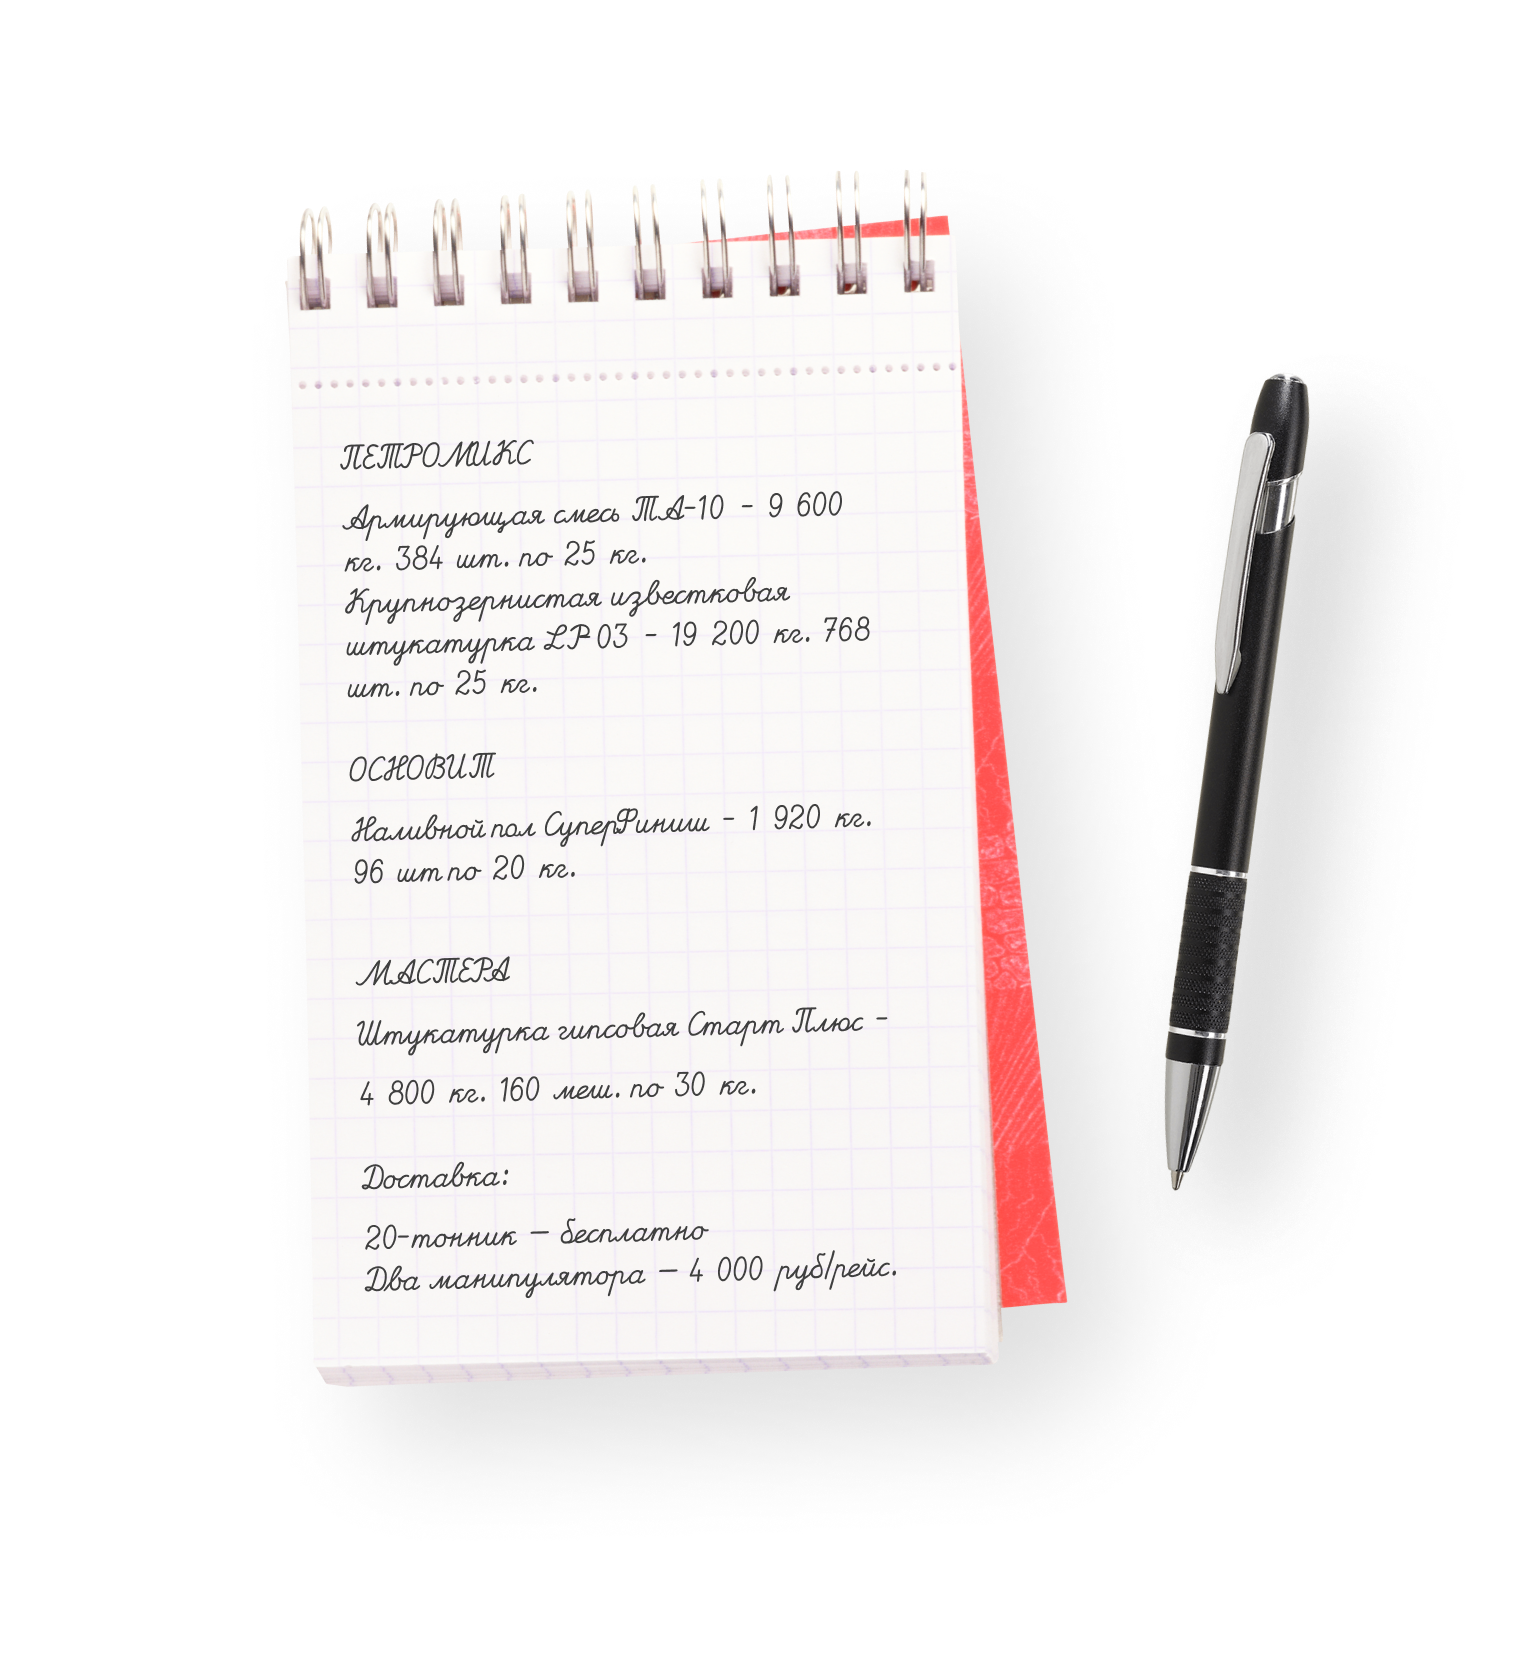 ПЕТРОМИКС
Армирующая смесь ТА-10 - 9 600
кг. 384 шт. по 25 кг.
Крупнозернистая известковая
штукатурка LP 03 - 19 200 кг. 768
шт. по 25 кг.
ОСНОВИТ
Наливной пол СуперФиниш - 1 920 кг.
96 шт по 20 кг.
МАСТЕРА
Штукатурка гипсовая Старт Плюс -
4 800 кг. 160 меш. по 30 кг.
Доставка:
20-тонник — бесплатно
Два манипулятора — 4 000 руб/рейс.